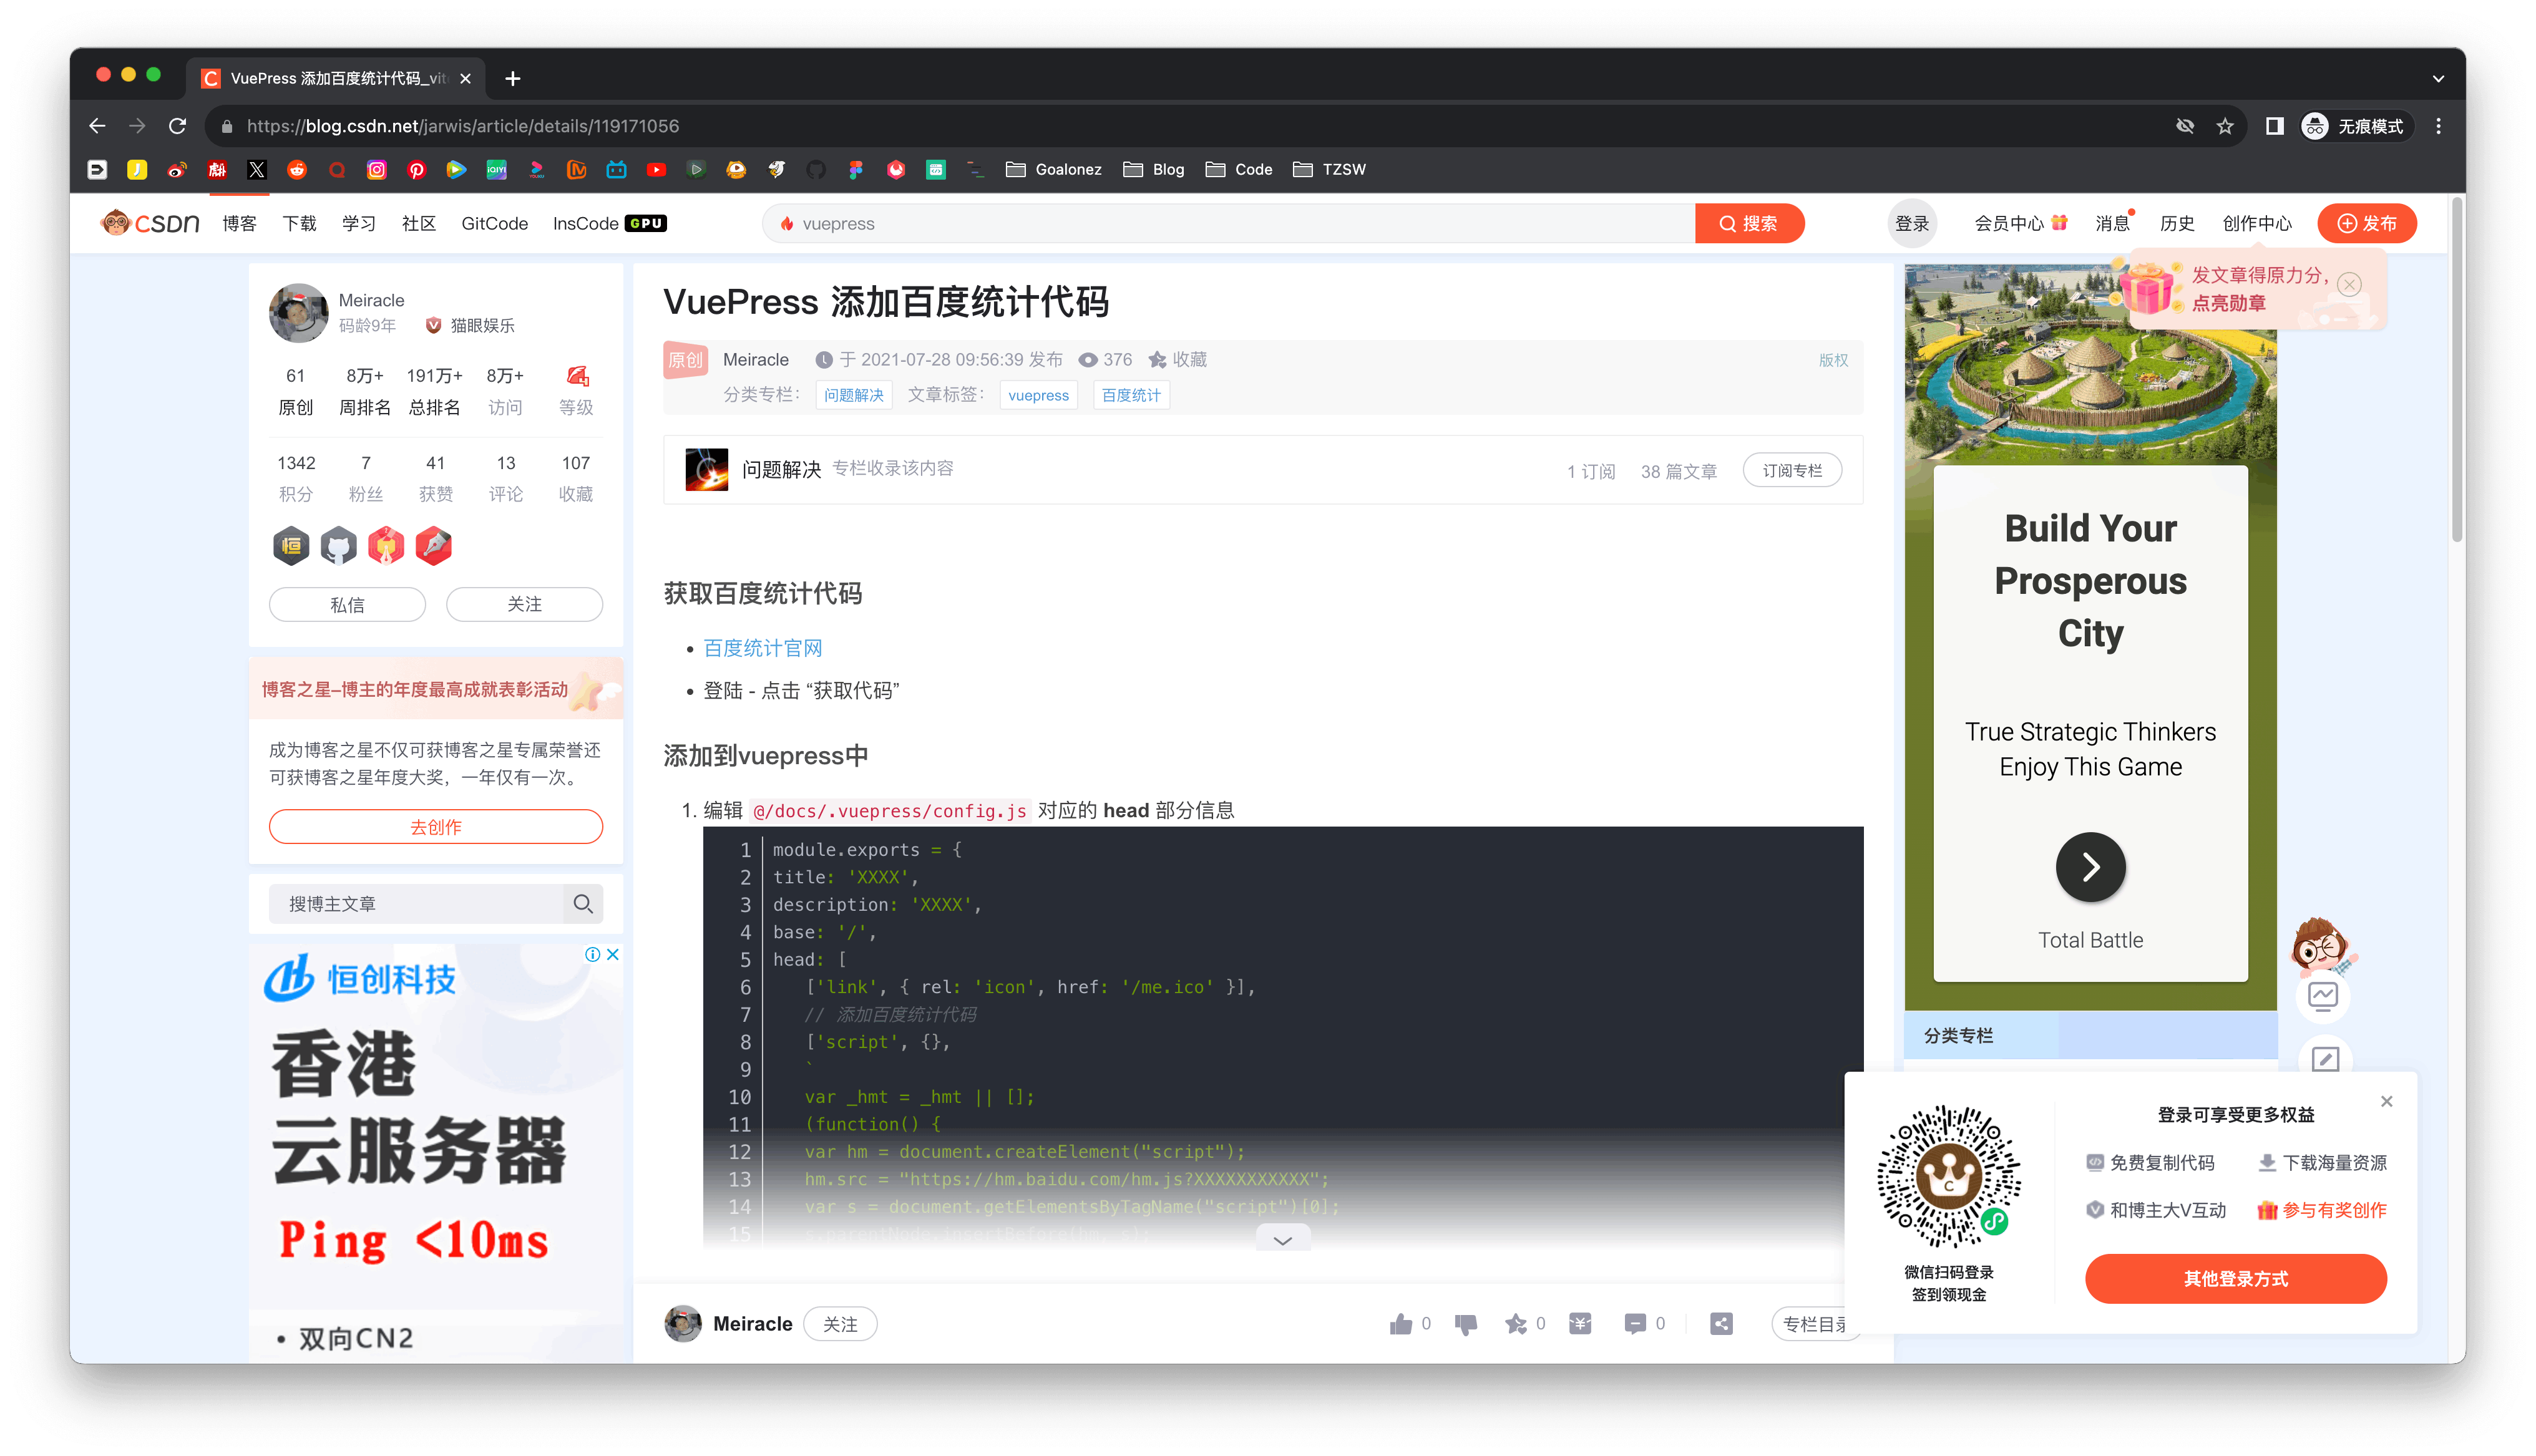 VuePress 添加百度统计代码_vit
https://blog.csdn.net/jarwis/article/details/119171056
无痕模式
Goalonez
Blog
Code
TZSW
CSDN
博客
下载
学习
社区
GitCode
InsCode GPU
vuepress
搜索
登录
会员中心
消息
历史
创作中心
发布
发文章得原力分，
点亮勋章
Meiracle
码龄9年
猫眼娱乐
61 8万+ 191万+ 8万+
原创 周排名 总排名 访问 等级
1342 7 41 13 107
积分 粉丝 获赞 评论 收藏
私信
关注
博客之星–博主的年度最高成就表彰活动
成为博客之星不仅可获博客之星专属荣誉还
可获博客之星年度大奖，一年仅有一次。
去创作
搜博主文章
恒创科技
香港
云服务器
Ping <10ms
• 双向CN2
VuePress 添加百度统计代码
原创 Meiracle 于 2021-07-28 09:56:39 发布 376 收藏
版权
分类专栏： 问题解决 文章标签： vuepress 百度统计
问题解决 专栏收录该内容
1 订阅 38 篇文章 订阅专栏
获取百度统计代码
• 百度统计官网
• 登陆 - 点击 “获取代码”
添加到vuepress中
1. 编辑 @/docs/.vuepress/config.js 对应的 head 部分信息
1 module.exports = {
2 title: 'XXXX',
3 description: 'XXXX',
4 base: '/',
5 head: [
6 ['link', { rel: 'icon', href: '/me.ico' }],
7 // 添加百度统计代码
8 ['script', {},
9 `
10 var _hmt = _hmt || [];
11 (function() {
12 var hm = document.createElement("script");
13 hm.src = "https://hm.baidu.com/hm.js?XXXXXXXXXXX";
14 var s = document.getElementsByTagName("script")[0];
15 s.parentNode.insertBefore(hm, s);
Meiracle
关注
0
0
0
专栏目录
Build Your
Prosperous
City
True Strategic Thinkers
Enjoy This Game
Total Battle
分类专栏
登录可享受更多权益
免费复制代码
下载海量资源
和博主大V互动
参与有奖创作
微信扫码登录
签到领现金
其他登录方式